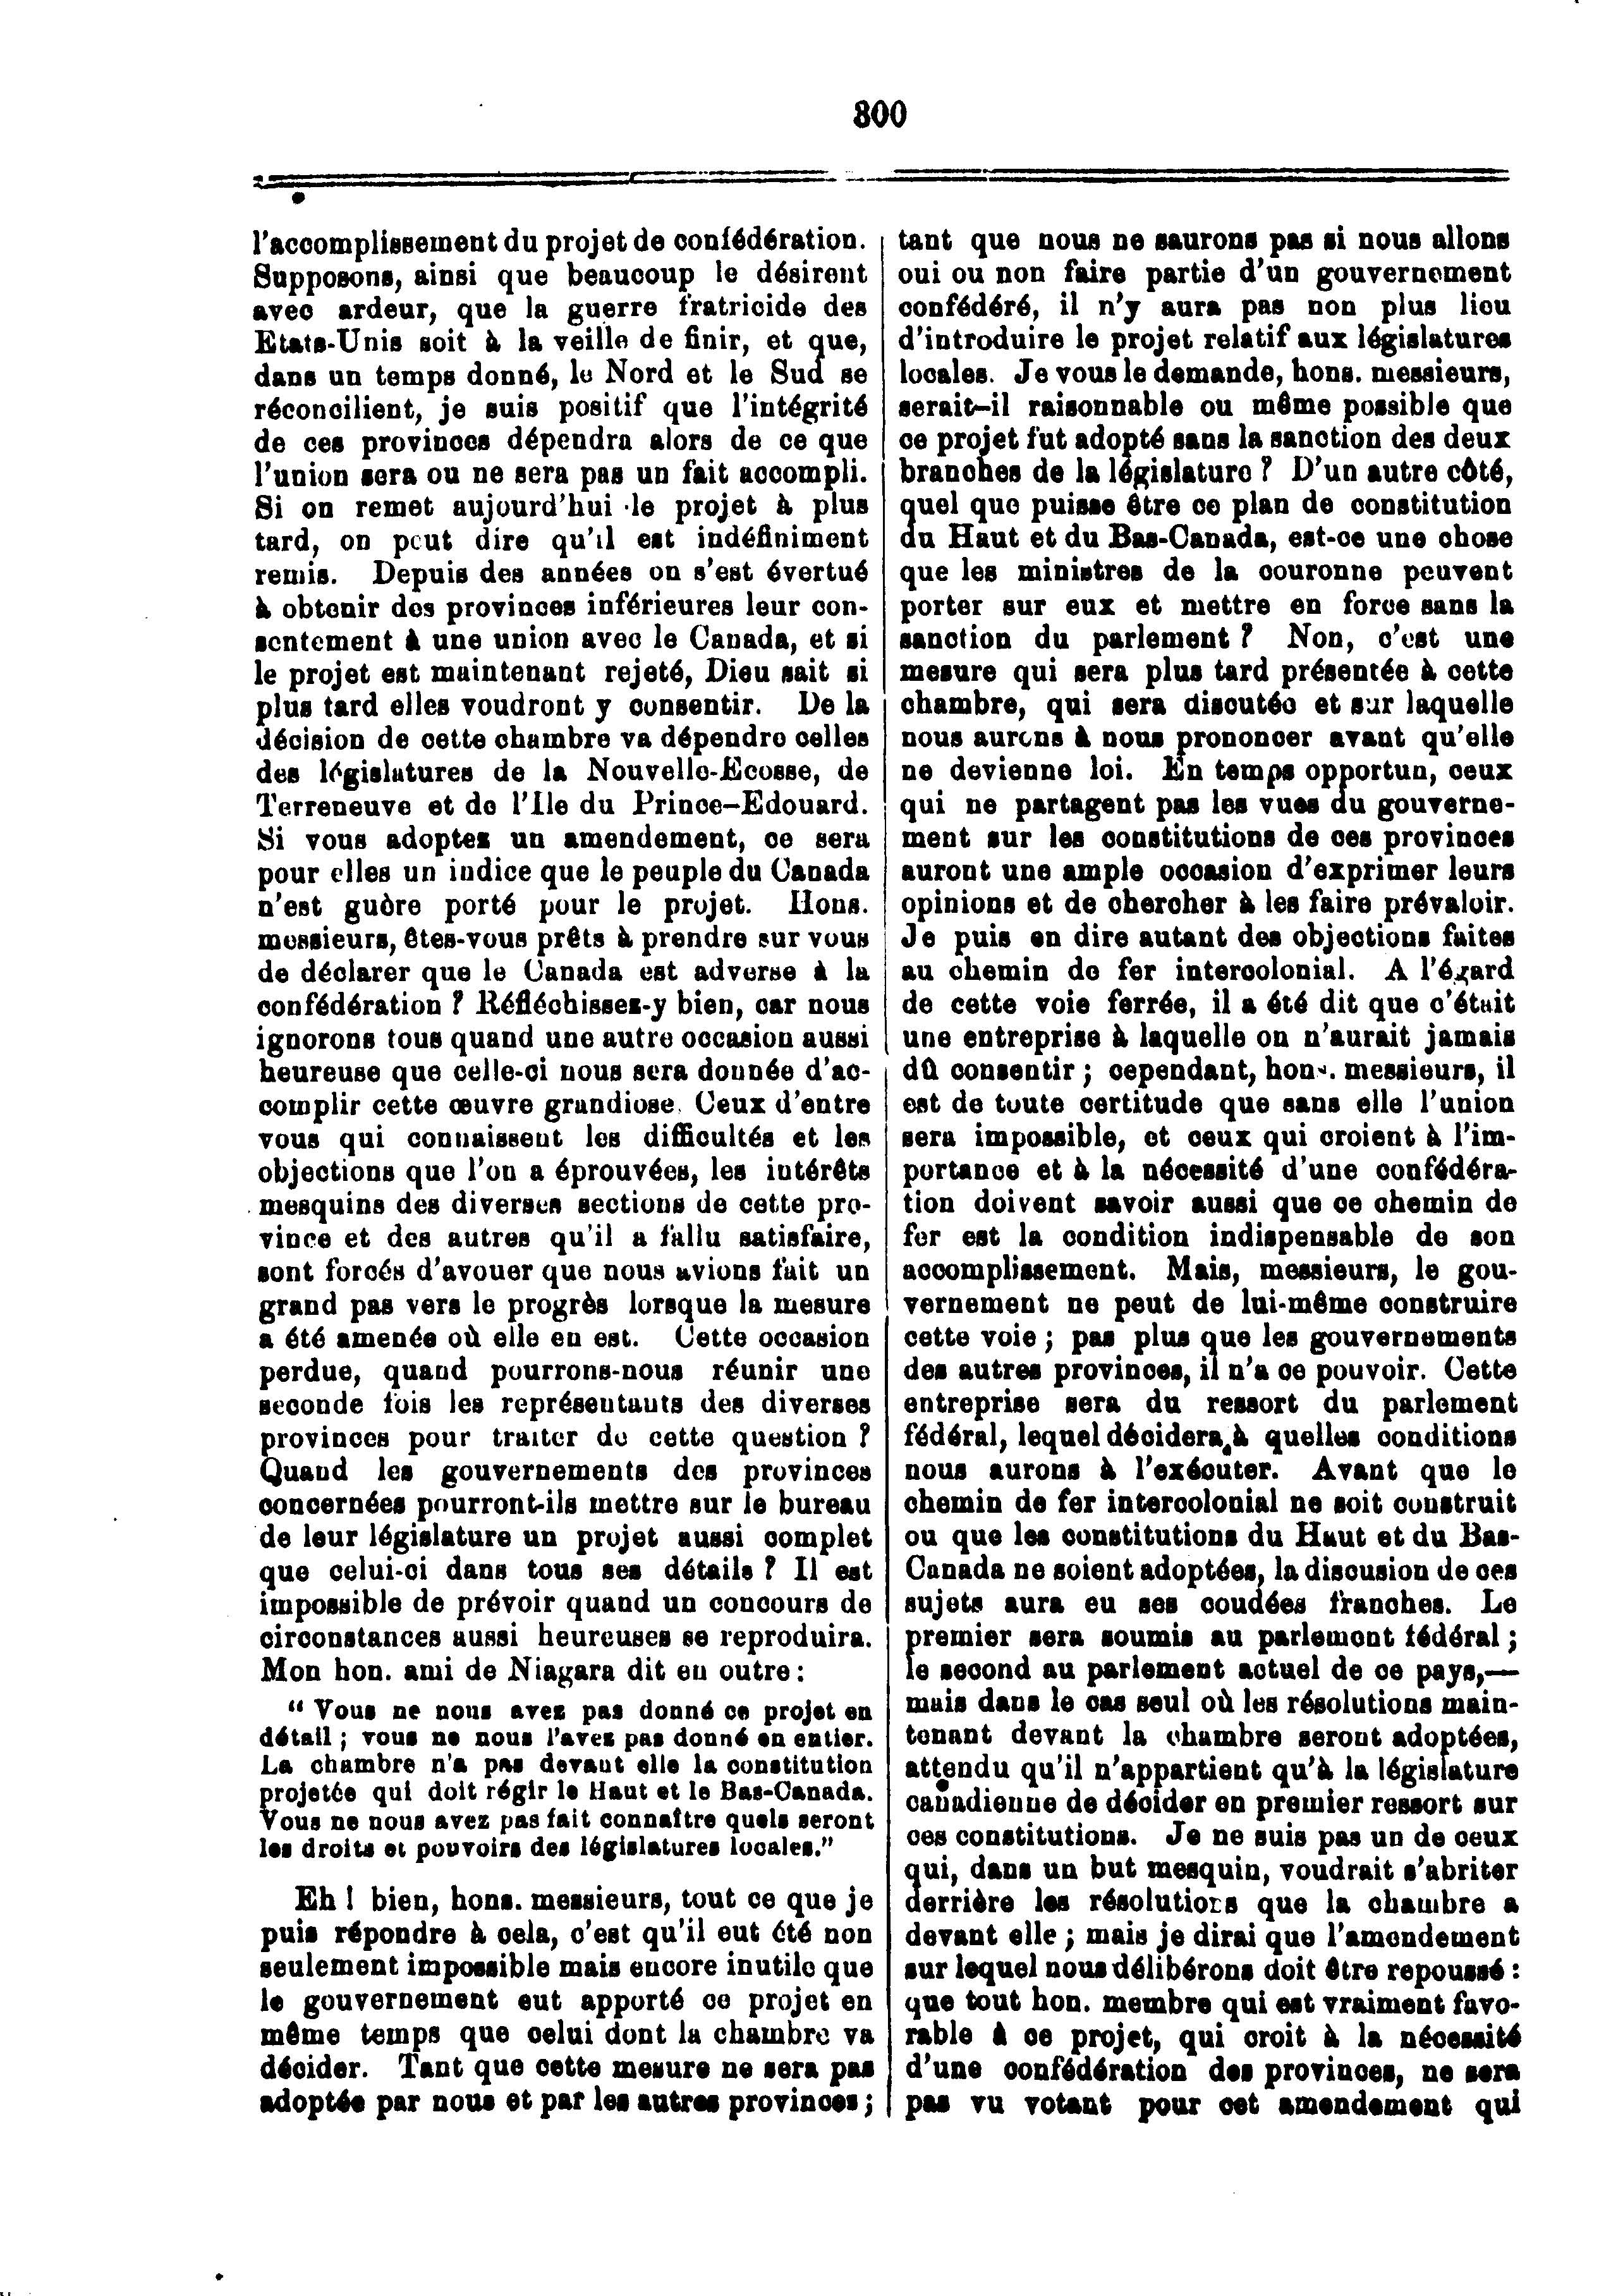 300
l'accomplissement du projet de confédération.
Supposons, ainsi que beaucoup le désirent
avec ardeur, que la guerre fratricide des
Etats-Unis soit à la veille de finir, et que,
dans un temps donné, le Nord et le Sud se
réconcilient, je suis positif que l'intégrité
de ces provinces dépendra alors de ce que
l'union sera ou ne sera pas un fait accompli.
Si on remet aujourd'hui le projet à plus
tard, on peut dire qu'il est indéfiniment
remis. Depuis des années on s'est évertué
à obtenir des provinces inférieures leur con-
sentement à une union avec le Canada, et si
le projet est maintenant rejeté, Dieu sait si
plus tard elles voudront y consentir. De la
décision de cette chambre va dépendre celles
des législatures de la Nouvelle-Ecosse, de
Terreneuve et de l'Ile du Prince-Edouard.
Si vous adoptez un amendement, ce sera
pour elles un indice que le peuple du Canada
n'est guère porté pour le projet. Hons.
messieurs, êtes-vous prêts à prendre sur vous
de déclarer que le Canada est adverse à la
confédération ? Réfléchissez-y bien, car nous
ignorons tous quand une autre occasion aussi
heureuse que celle-ci nous sera donnée d'ac-
complir cette œuvre grandiose. Ceux d'entre
vous qui connaissent les difficultés et les
objections que l'on a éprouvées, les intérêts
mesquins des diverses sections de cette pro-
vince et des autres qu'il a fallu satisfaire,
sont forcés d'avouer que nous avions fait un
grand pas vers le progrès lorsque la mesure
a été amenée où elle en est. Cette occasion
perdue, quand pourrons-nous réunir une
seconde fois les représentants des diverses
provinces pour traiter de cette question ?
Quand les gouvernements des provinces
concernées pourront-ils mettre sur le bureau
de leur législature un projet aussi complet
que celui-ci dans tous ses détails ? Il est
impossible de prévoir quand un concours de
circonstances aussi heureuses se reproduira.
Mon hon. ami de Niagara dit en outre :
“ Vous ne nous avez pas donné ce projet en
détail ; vous ne nous l'avez pas donné en entier.
La chambre n'a pas devant elle la constitution
projetée qui doit régir le Haut et le Bas-Canada.
Vous ne nous avez pas fait connaître quels seront
les droits et pouvoirs des législatures locales.”
Eh ! bien, hons. messieurs, tout ce que je
puis répondre à cela, c'est qu'il eut été non
seulement impossible mais encore inutile que
le gouvernement eut apporté ce projet en
même temps que celui dont la chambre va
décider. Tant que cette mesure ne sera pas
adoptée par nous et par les autres provinces ;
tant que nous ne saurons pas si nous allons
oui ou non faire partie d'un gouvernement
confédéré, il n'y aura pas non plus lieu
d'introduire le projet relatif aux législatures
locales. Je vous le demande, hons. messieurs,
serait-il raisonnable ou même possible que
ce projet fut adopté sans la sanction des deux
branches de la législature ? D'un autre côté,
quel que puisse être ce plan de constitution
du Haut et du Bas-Canada, est-ce une chose
que les ministres de la couronne peuvent
porter sur eux et mettre en force sans la
sanction du parlement ? Non, c'est une
mesure qui sera plus tard présentée à cette
chambre, qui sera discutée et sur laquelle
nous aurons à nous prononcer avant qu'elle
ne devienne loi. En temps opportun, ceux
qui ne partagent pas les vues du gouverne-
ment sur les constitutions de ces provinces
auront une ample occasion d'exprimer leurs
opinions et de chercher à les faire prévaloir.
Je puis en dire autant des objections faites
au chemin de fer intercolonial. A l'égard
de cette voie ferrée, il a été dit que c'était
une entreprise à laquelle on n'aurait jamais
dû consentir ; cependant, hons. messieurs, il
est de toute certitude que sans elle l'union
sera impossible, et ceux qui croient à l'im-
portance et à la nécessité d'une confédéra-
tion doivent savoir aussi que ce chemin de
fer est la condition indispensable de son
accomplissement. Mais, messieurs, le gou-
vernement ne peut de lui-même construire
cette voie ; pas plus que les gouvernements
des autres provinces, il n'a ce pouvoir. Cette
entreprise sera du ressort du parlement
fédéral, lequel décidera à quelles conditions
nous aurons à l'exécuter. Avant que le
chemin de fer intercolonial ne soit construit
ou que les constitutions du Haut et du Bas-
Canada ne soient adoptées, la discusion de ces
sujets aura eu ses coudées franches. Le
premier sera soumis au parlement fédéral ;
le second au parlement actuel de ce pays,—
mais dans le cas seul où les résolutions main-
tenant devant la chambre seront adoptées,
attendu qu'il n'appartient qu'à la législature
canadienne de décider en premier ressort sur
ces constitutions. Je ne suis pas un de ceux
qui, dans un but mesquin, voudrait s'abriter
derrière les résolutions que la chambre a
devant elle ; mais je dirai que l'amendement
sur lequel nous délibérons doit être repoussé :
que tout hon. membre qui est vraiment favo-
rable à ce projet, qui croit à la nécessité
d'une confédération des provinces, ne sera
pas vu votant pour cet amendement qui